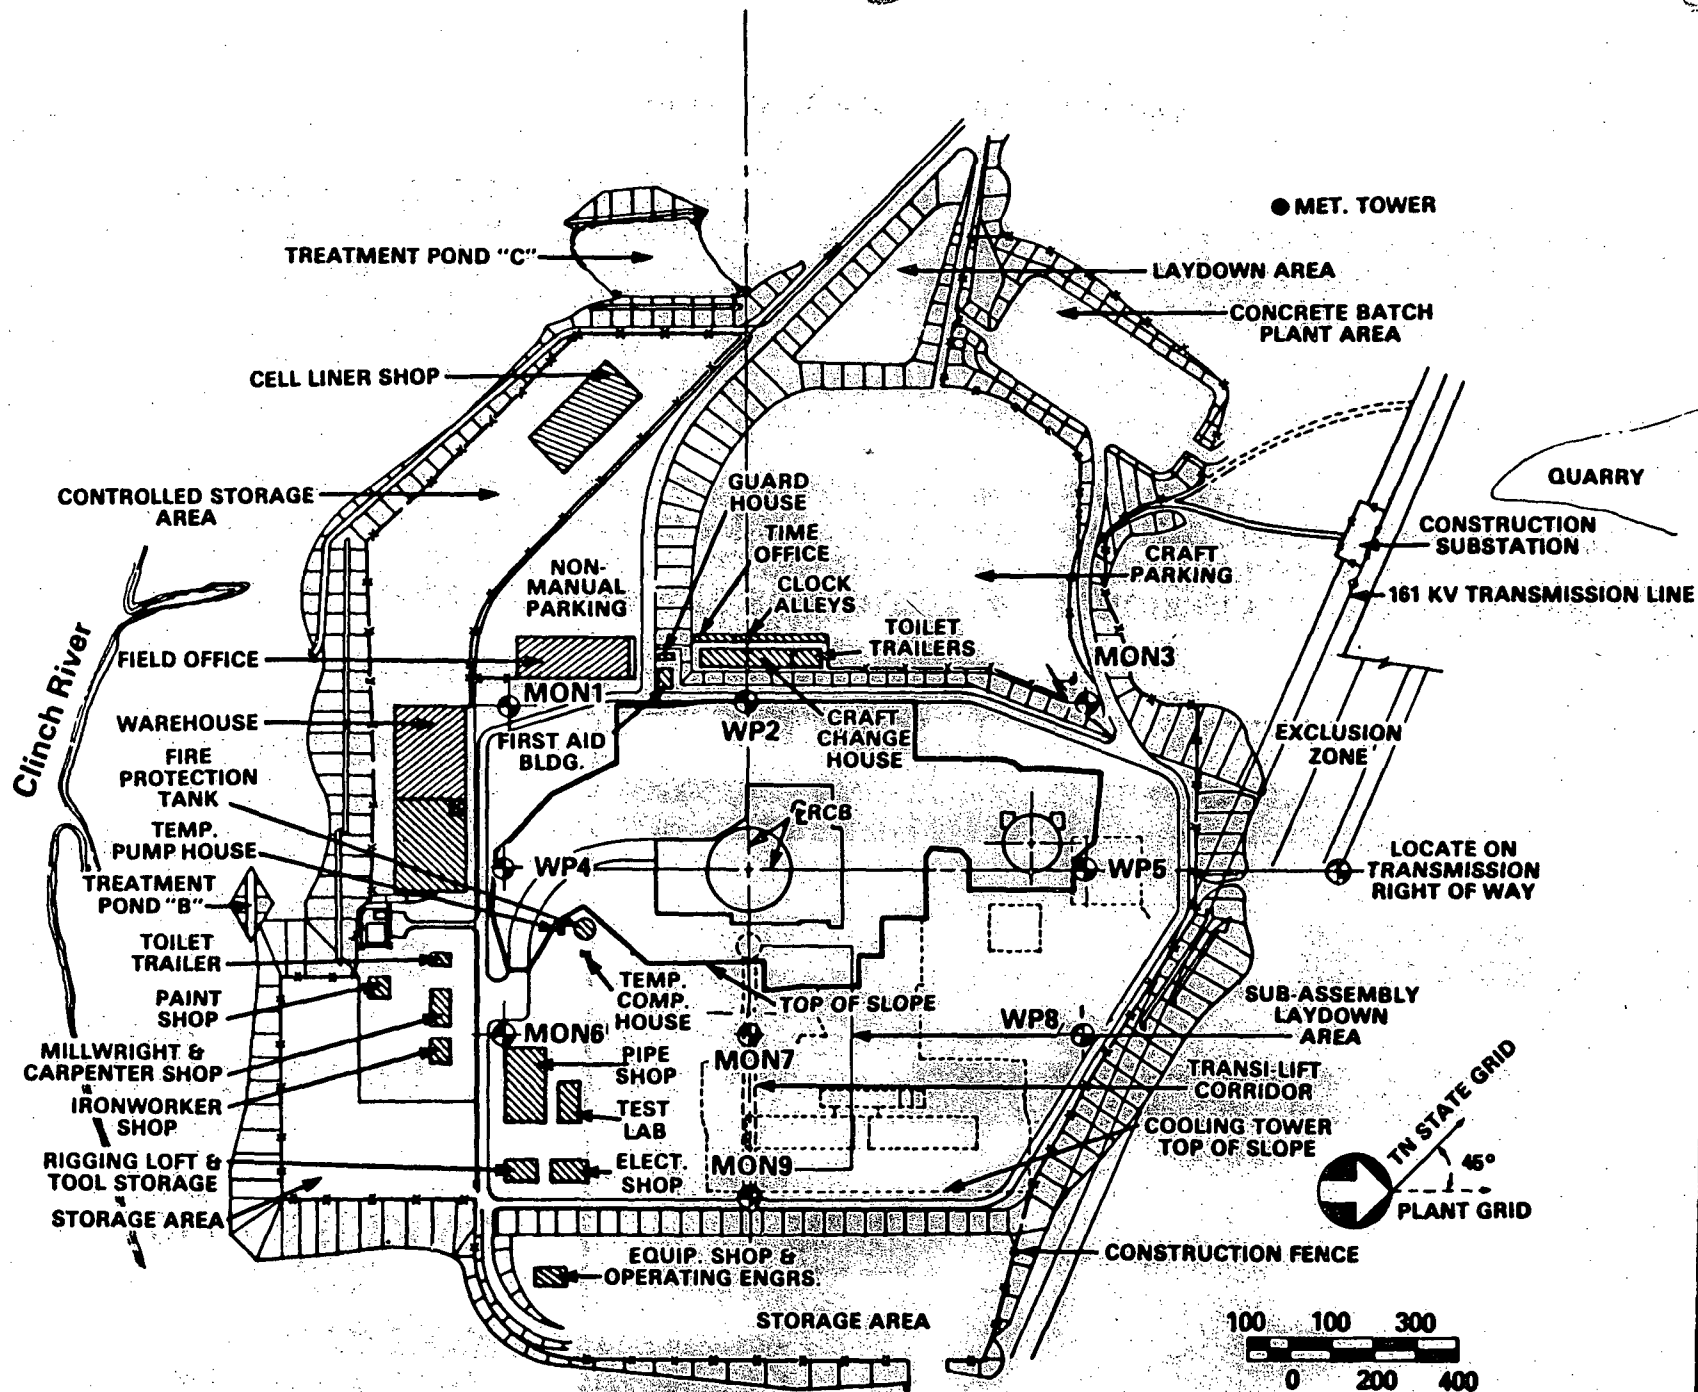 MET. TOWER
TREATMENT POND "C"
LAYDOWN AREA
CONCRETE BATCH
PLANT AREA
CELL LINER SHOP
CONTROLLED STORAGE
AREA
GUARD
HOUSE
TIME
OFFICE
CLOCK
ALLEYS
QUARRY
CONSTRUCTION
SUBSTATION
CRAFT
PARKING
161 KV TRANSMISSION LINE
NON-
MANUAL
PARKING
TOILET
TRAILERS
Clinch River
FIELD OFFICE
MON3
MON1
WAREHOUSE
WP2
CRAFT
CHANGE
HOUSE
FIRST AID
BLDG.
EXCLUSION
ZONE
FIRE
PROTECTION
TANK
RCB
TEMP.
PUMP HOUSE
WP4
WP5
LOCATE ON
TRANSMISSION
RIGHT OF WAY
TREATMENT
POND "B"
TOILET
TRAILER
TEMP.
COMP.
HOUSE
TOP OF SLOPE
PAINT
SHOP
SUB-ASSEMBLY
LAYDOWN
AREA
MON6
MON7
WP8
MILLWRIGHT &
CARPENTER SHOP
PIPE
SHOP
TRANSI-LIFT
CORRIDOR
IRONWORKER
SHOP
TEST
LAB
COOLING TOWER
TOP OF SLOPE
TN STATE GRID
45°
PLANT GRID
RIGGING LOFT &
TOOL STORAGE
ELECT.
SHOP
MON9
STORAGE AREA
CONSTRUCTION FENCE
EQUIP. SHOP &
OPERATING ENGRS.
STORAGE AREA
100 100 300
0 200 400